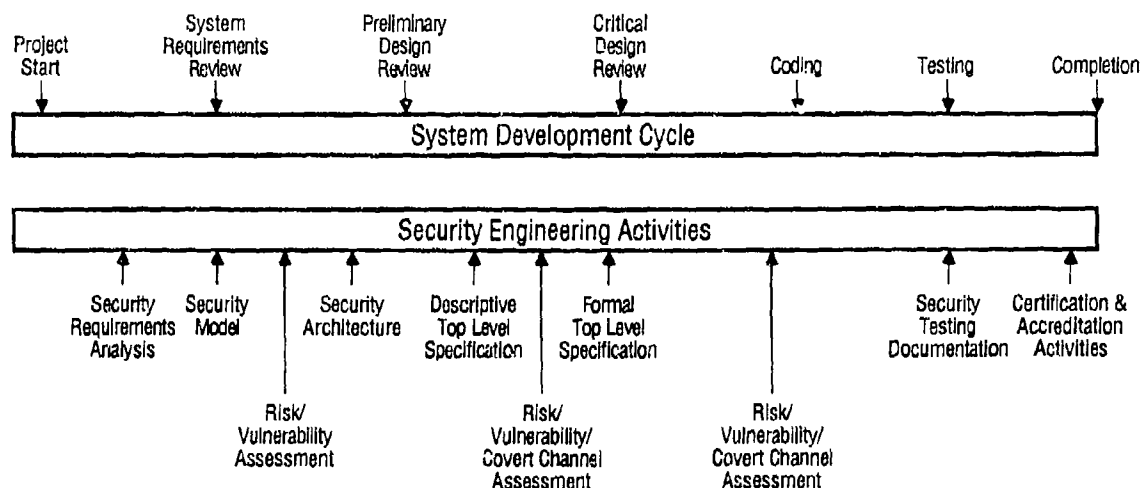 Project
Start
System
Requirements
Review
Preliminary
Design
Review
Critical
Design
Review
Coding
Testing
Completion
System Development Cycle
Security Engineering Activities
Security
Requirements
Analysis
Security
Model
Security
Architecture
Descriptive
Top Level
Specification
Formal
Top Level
Specification
Security
Testing
Documentation
Certification &
Accreditation
Activities
Risk/
Vulnerability
Assessment
Risk/
Vulnerability/
Covert Channel
Assessment
Risk/
Vulnerability/
Covert Channel
Assessment